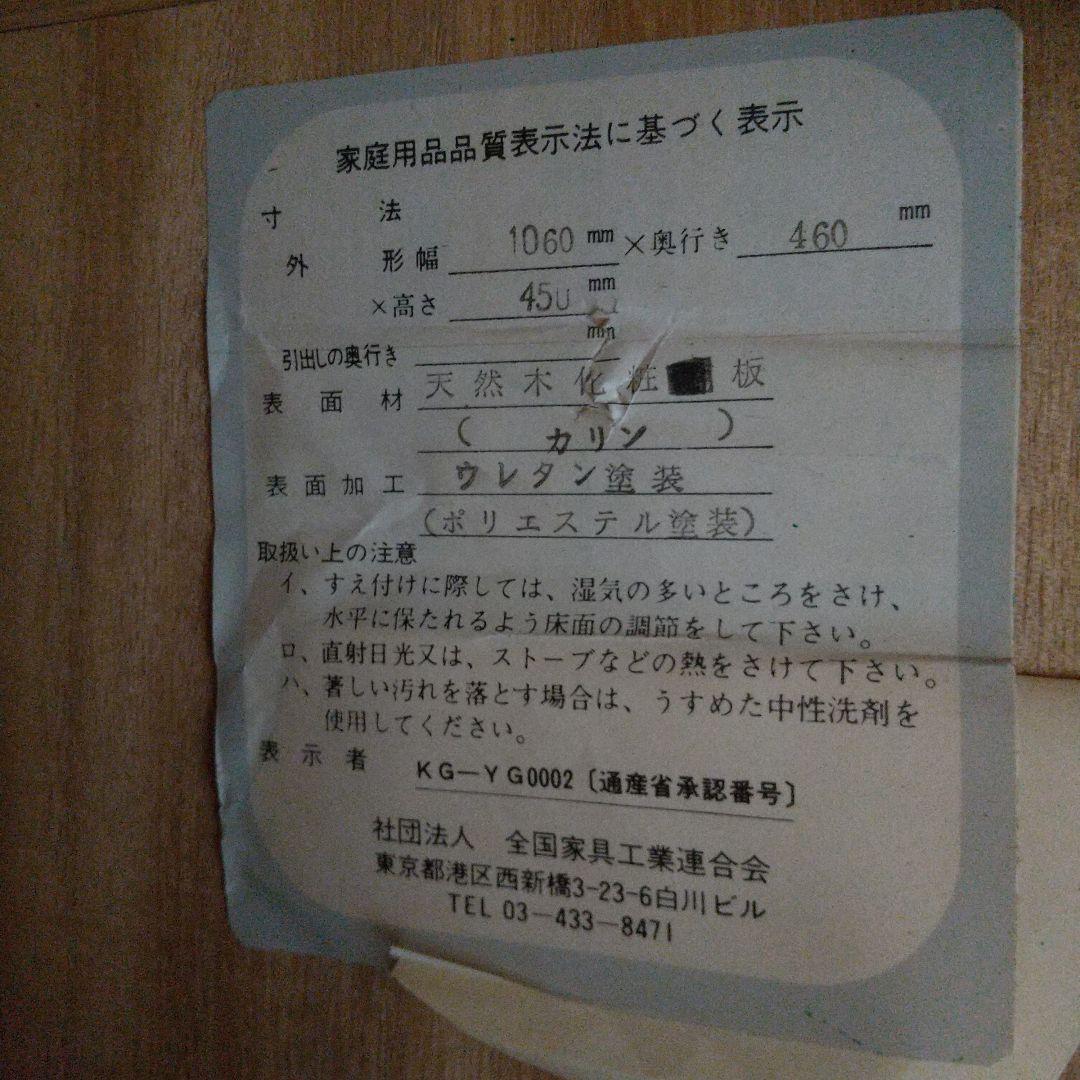 家庭用品品質表示法に基づく表示
寸法
外形幅 1060 mm ×奥行き 460 mm
×高さ 450 mm
引出しの奥行き mm
表面材 天然木化粧 板
(カリン)
表面加工 ウレタン塗装
(ポリエステル塗装)
取扱い上の注意
イ、すえ付けに際しては、湿気の多いところをさけ、
水平に保たれるよう床面の調節をして下さい。
ロ、直射日光又は、ストーブなどの熱をさけて下さい。
ハ、著しい汚れを落とす場合は、うすめた中性洗剤を
使用してください。
表示者 KG-YG0002〔通産省承認番号〕
社団法人 全国家具工業連合会
東京都港区西新橋3-23-6白川ビル
TEL 03-433-8471